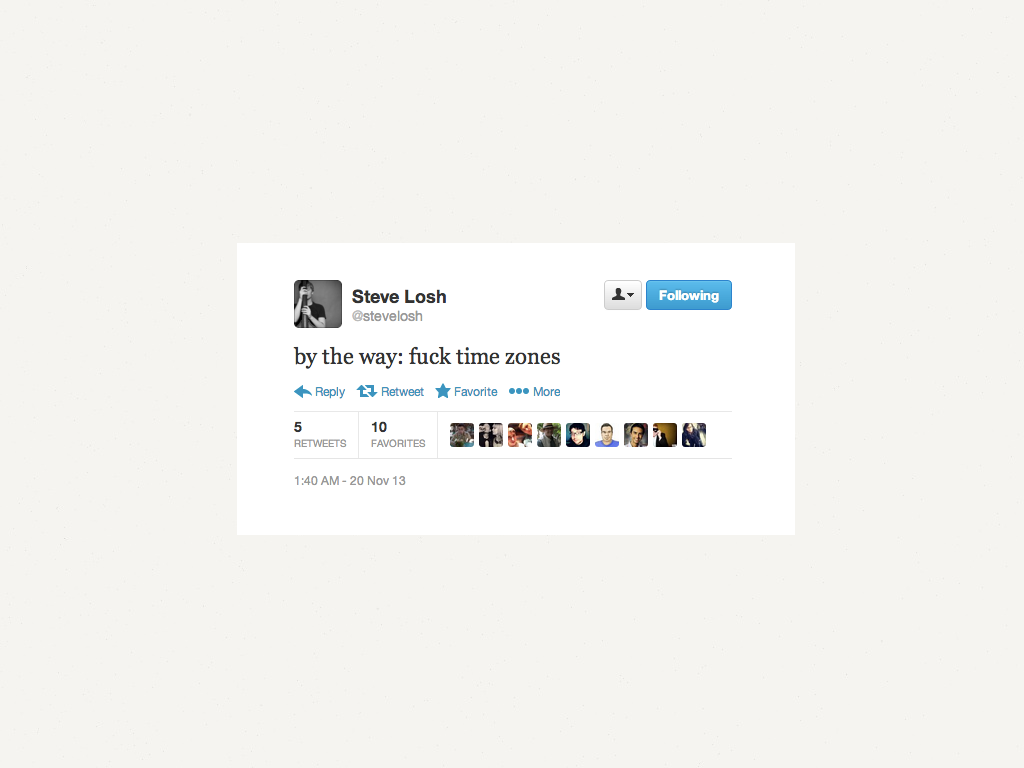 Steve Losh
@stevelosh
Following
by the way: fuck time zones
Reply Retweet Favorite More
5 10
RETWEETS FAVORITES
1:40 AM - 20 Nov 13